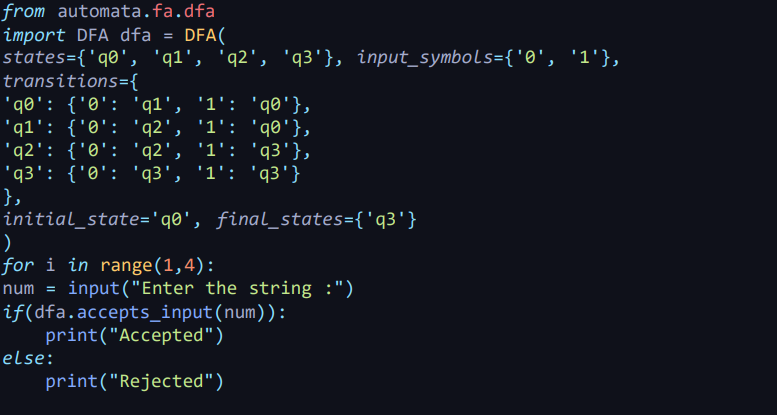 from automata.fa.dfa
import DFA dfa = DFA(
states={'q0', 'q1', 'q2', 'q3'}, input_symbols={'0', '1'},
transitions={
'q0': {'0': 'q1', '1': 'q0'},
'q1': {'0': 'q2', '1': 'q0'},
'q2': {'0': 'q2', '1': 'q3'},
'q3': {'0': 'q3', '1': 'q3'}
},
initial_state='q0', final_states={'q3'}
)
for i in range(1,4):
num = input("Enter the string :")
if(dfa.accepts_input(num)):
    print("Accepted")
else:
    print("Rejected")